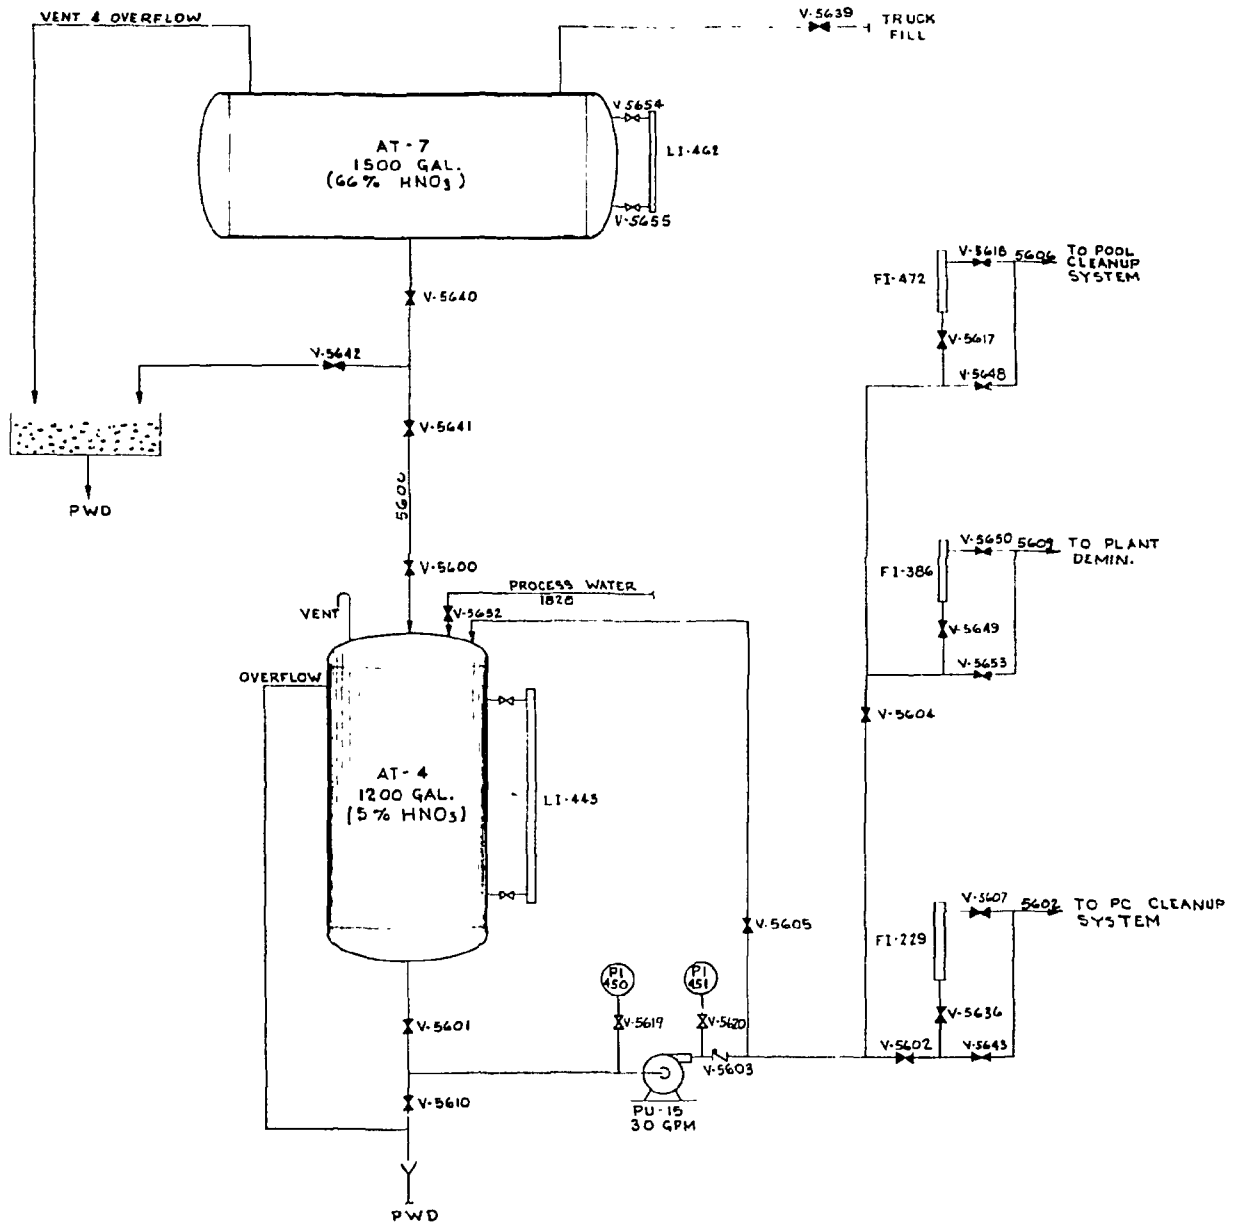 VENT & OVERFLOW
V-5639
TRUCK
FILL
V-5654
AT-7
1500 GAL.
(66% HNO3)
LI-462
V-5655
V-5640
V-5618
5606
TO POOL
CLEANUP
SYSTEM
FI-472
V-5617
V-5642
V-5648
V-5641
5600
PWD
V-5650
5609
TO PLANT
DEMIN.
FI-386
V-5600
PROCESS WATER
1828
VENT
V-5652
V-5649
V-5653
OVERFLOW
V-5604
AT-4
1200 GAL.
(5% HNO3)
LI-443
V-5607
5602
TO PC CLEANUP
SYSTEM
V-5605
FI-229
PI
450
PI
451
V-5601
V-5619
V-5620
V-5636
V-5602
V-5643
V-5603
V-5610
PU-15
30 GPM
PWD